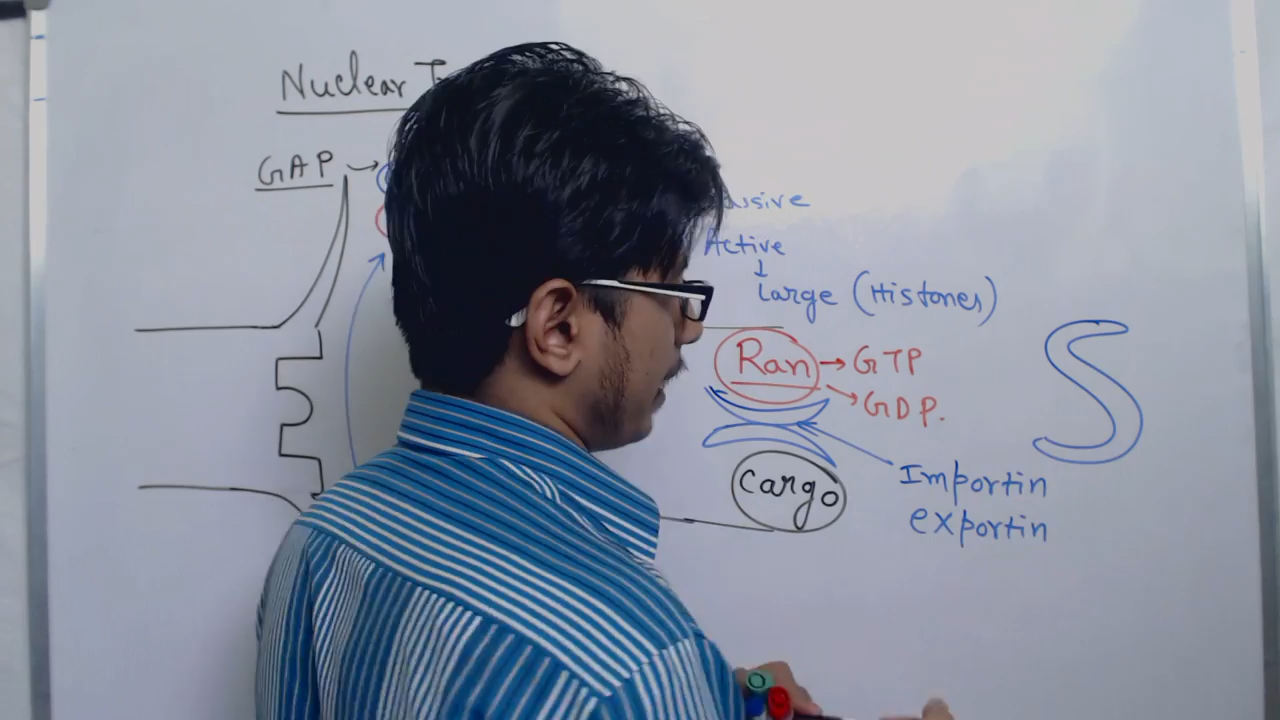 Nuclear
GAP
Active
Large (Histones)
Ran → GTP
→ GDP.
Cargo
Importin
exportin
S